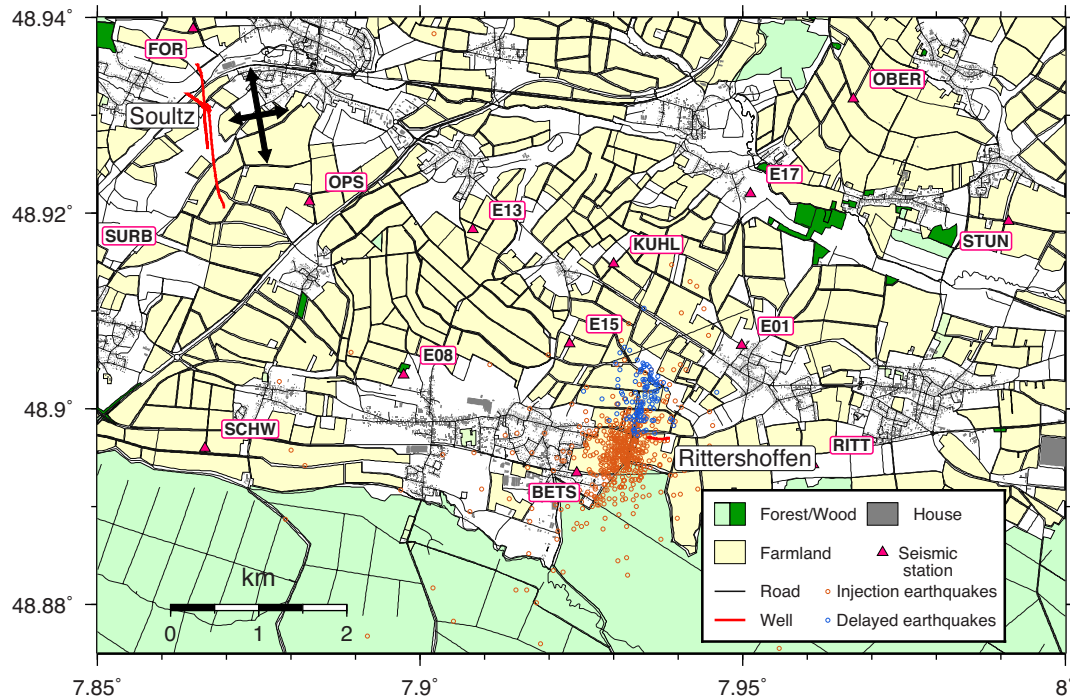 48.94˚
FOR
OBER
Soultz
E17
OPS
48.92˚
E13
SURB
KUHL
STUN
E15
E01
E08
48.9˚
SCHW
RITT
Rittershoffen
BETS
Forest/Wood
House
Farmland
Seismic
station
km
48.88˚
Road
Injection earthquakes
Well
Delayed earthquakes
0
1
2
7.85˚
7.9˚
7.95˚
8˚